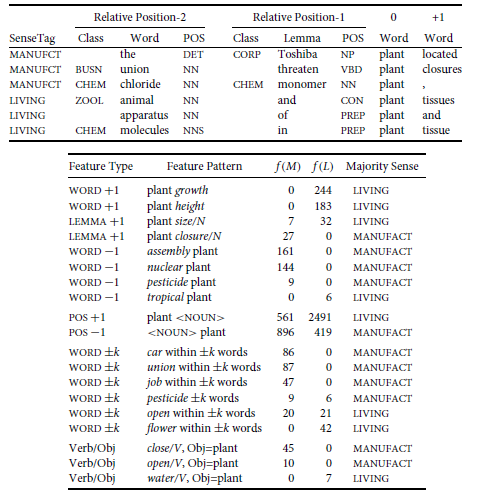 Relative Position-2 Relative Position-1 0 +1
SenseTag Class Word POS Class Lemma POS Word Word
MANUFCT the DET CORP Toshiba NP plant located
MANUFCT BUSN union NN threaten VBD plant closures
MANUFCT CHEM chloride NN CHEM monomer NN plant ,
LIVING ZOOL animal NN and CON plant tissues
LIVING apparatus NN of PREP plant and
LIVING CHEM molecules NNS in PREP plant tissue
Feature Type Feature Pattern f(M) f(L) Majority Sense
WORD +1 plant growth 0 244 LIVING
WORD +1 plant height 0 183 LIVING
LEMMA +1 plant size/N 7 32 LIVING
LEMMA +1 plant closure/N 27 0 MANUFACT
WORD −1 assembly plant 161 0 MANUFACT
WORD −1 nuclear plant 144 0 MANUFACT
WORD −1 pesticide plant 9 0 MANUFACT
WORD −1 tropical plant 0 6 LIVING
POS +1 plant <NOUN> 561 2491 LIVING
POS −1 <NOUN> plant 896 419 MANUFACT
WORD ±k car within ±k words 86 0 MANUFACT
WORD ±k union within ±k words 87 0 MANUFACT
WORD ±k job within ±k words 47 0 MANUFACT
WORD ±k pesticide ±k words 9 6 MANUFACT
WORD ±k open within ±k words 20 21 LIVING
WORD ±k flower within ±k words 0 42 LIVING
Verb/Obj close/V, Obj=plant 45 0 MANUFACT
Verb/Obj open/V, Obj=plant 10 0 MANUFACT
Verb/Obj water/V, Obj=plant 0 7 LIVING